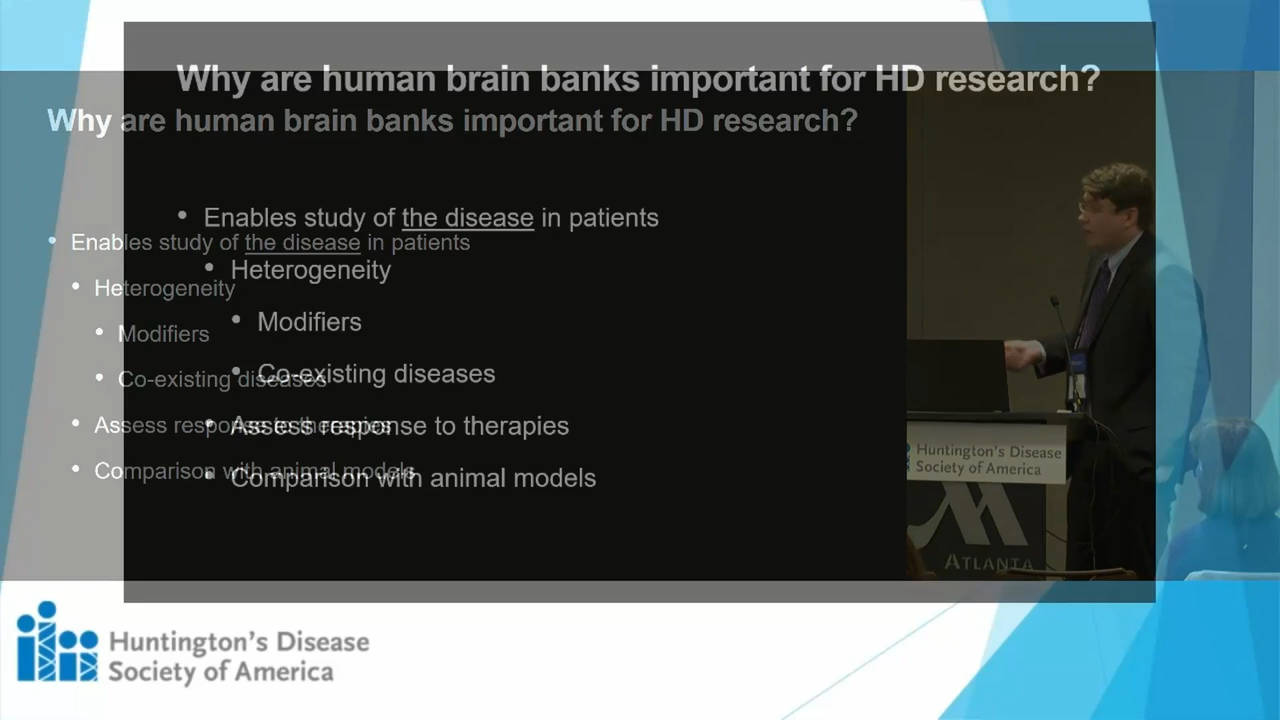 Why are human brain banks important for HD research?
Why are human brain banks important for HD research?
• Enables study of the disease in patients
• Enables study of the disease in patients
• Heterogeneity
• Heterogeneity
• Modifiers
• Modifiers
• Co-existing diseases
• Co-existing diseases
• Assess response to therapies
• Assess response to therapies
• Comparison with animal models
• Comparison with animal models
Huntington's Disease
Society of America
ATLANTA
Huntington's Disease
Society of America